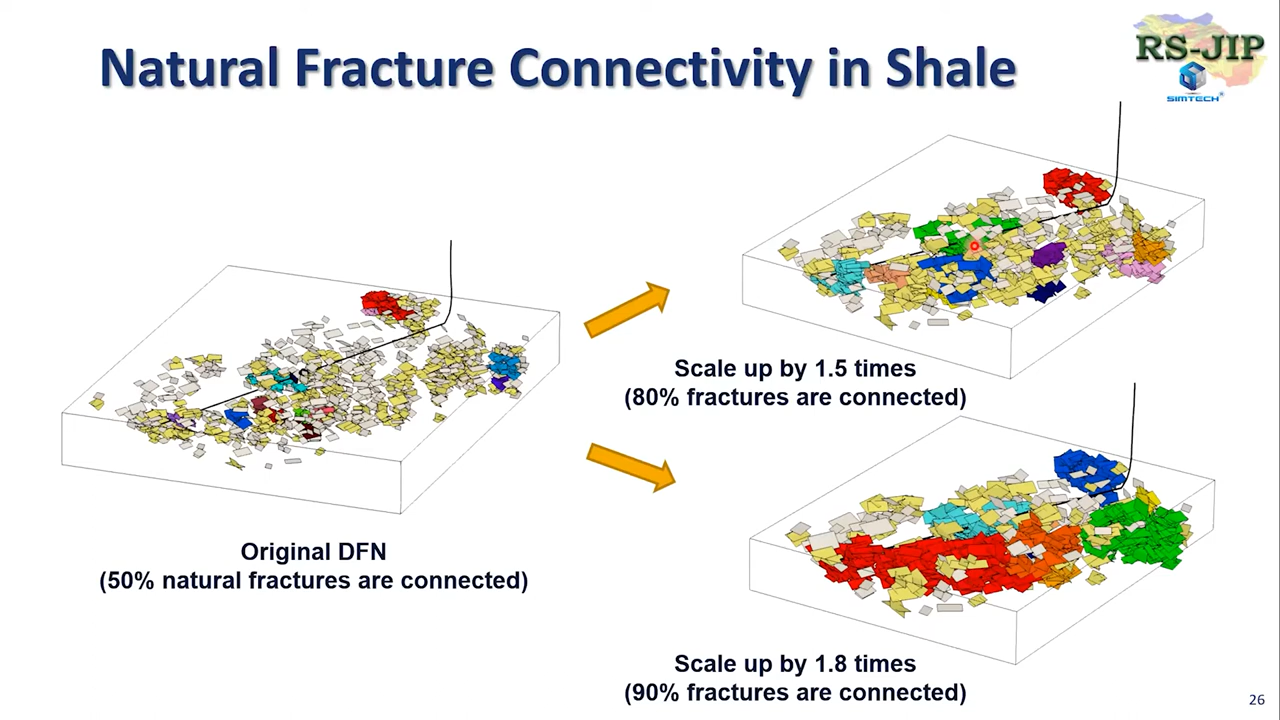 Natural Fracture Connectivity in Shale
RS-JIP
SIMTECH
Scale up by 1.5 times
(80% fractures are connected)
Original DFN
(50% natural fractures are connected)
Scale up by 1.8 times
(90% fractures are connected)
26